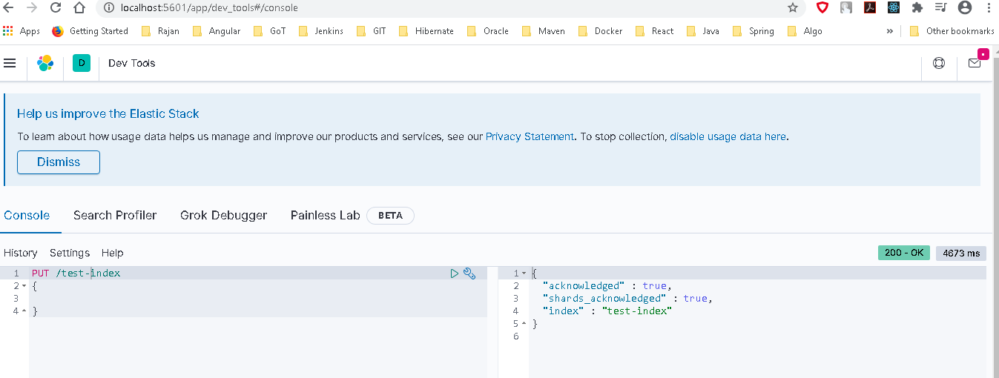 localhost:5601/app/dev_tools#/console
Apps Getting Started Rajan Angular GoT Jenkins GIT Hibernate Oracle Maven Docker React Java Spring Algo » Other bookmarks
D Dev Tools
Help us improve the Elastic Stack
To learn about how usage data helps us manage and improve our products and services, see our Privacy Statement. To stop collection, disable usage data here.
Dismiss
Console Search Profiler Grok Debugger Painless Lab BETA
History Settings Help 200 - OK 4673 ms
1 PUT /test-index
2 {
3
4 }
1 {
2 "acknowledged" : true,
3 "shards_acknowledged" : true,
4 "index" : "test-index"
5 }
6